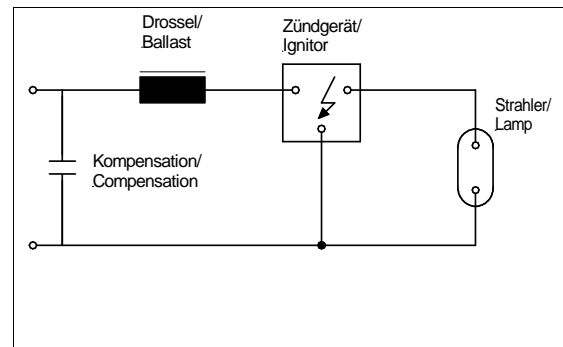 Drossel/
Ballast
Zündgerät/
Ignitor
Strahler/
Lamp
Kompensation/
Compensation